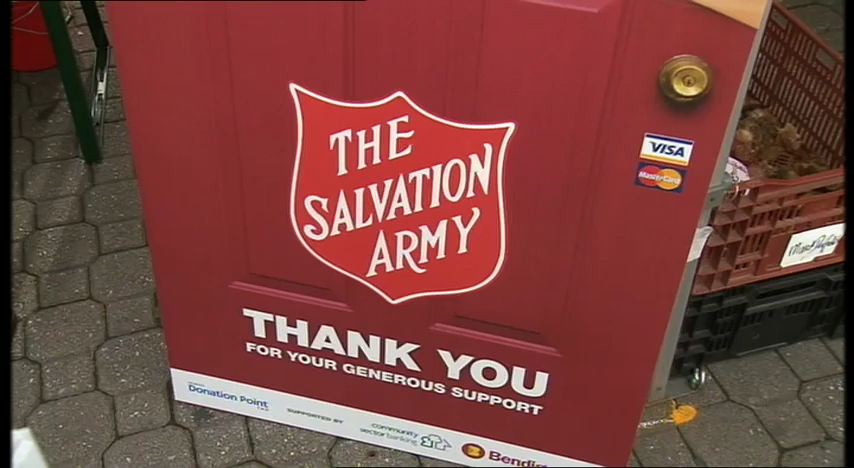 THE
SALVATION
ARMY
VISA
MasterCard
THANK YOU
FOR YOUR GENEROUS SUPPORT
Donation Point
SUPPORTED BY
community
sector banking